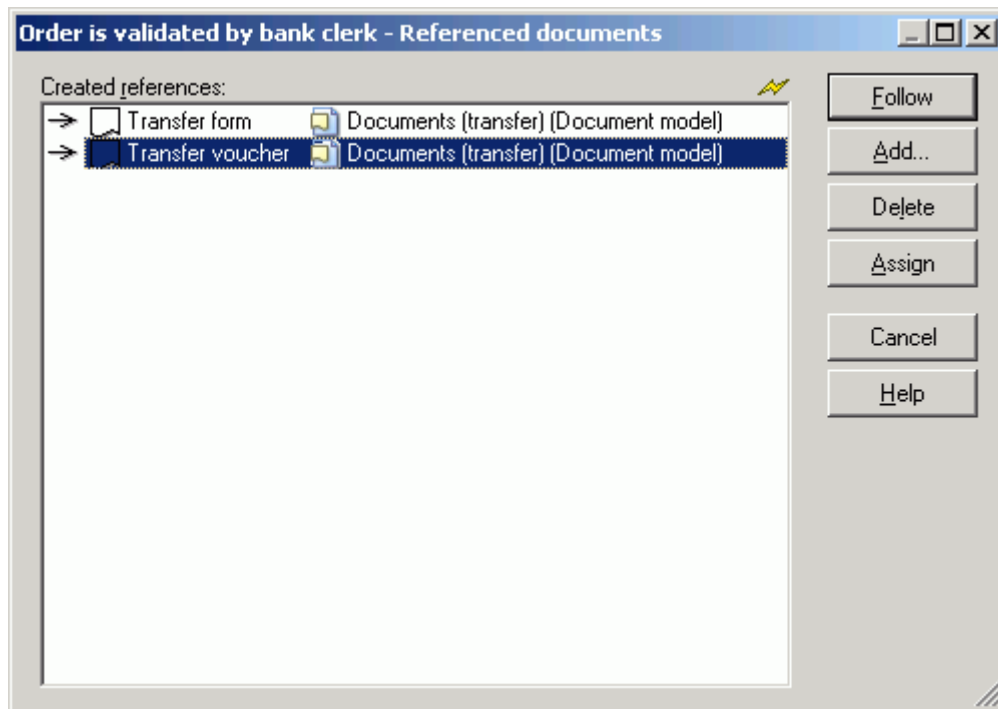 Order is validated by bank clerk - Referenced documents
Created references:
Transfer form Documents (transfer) (Document model)
Transfer voucher Documents (transfer) (Document model)
Follow
Add...
Delete
Assign
Cancel
Help